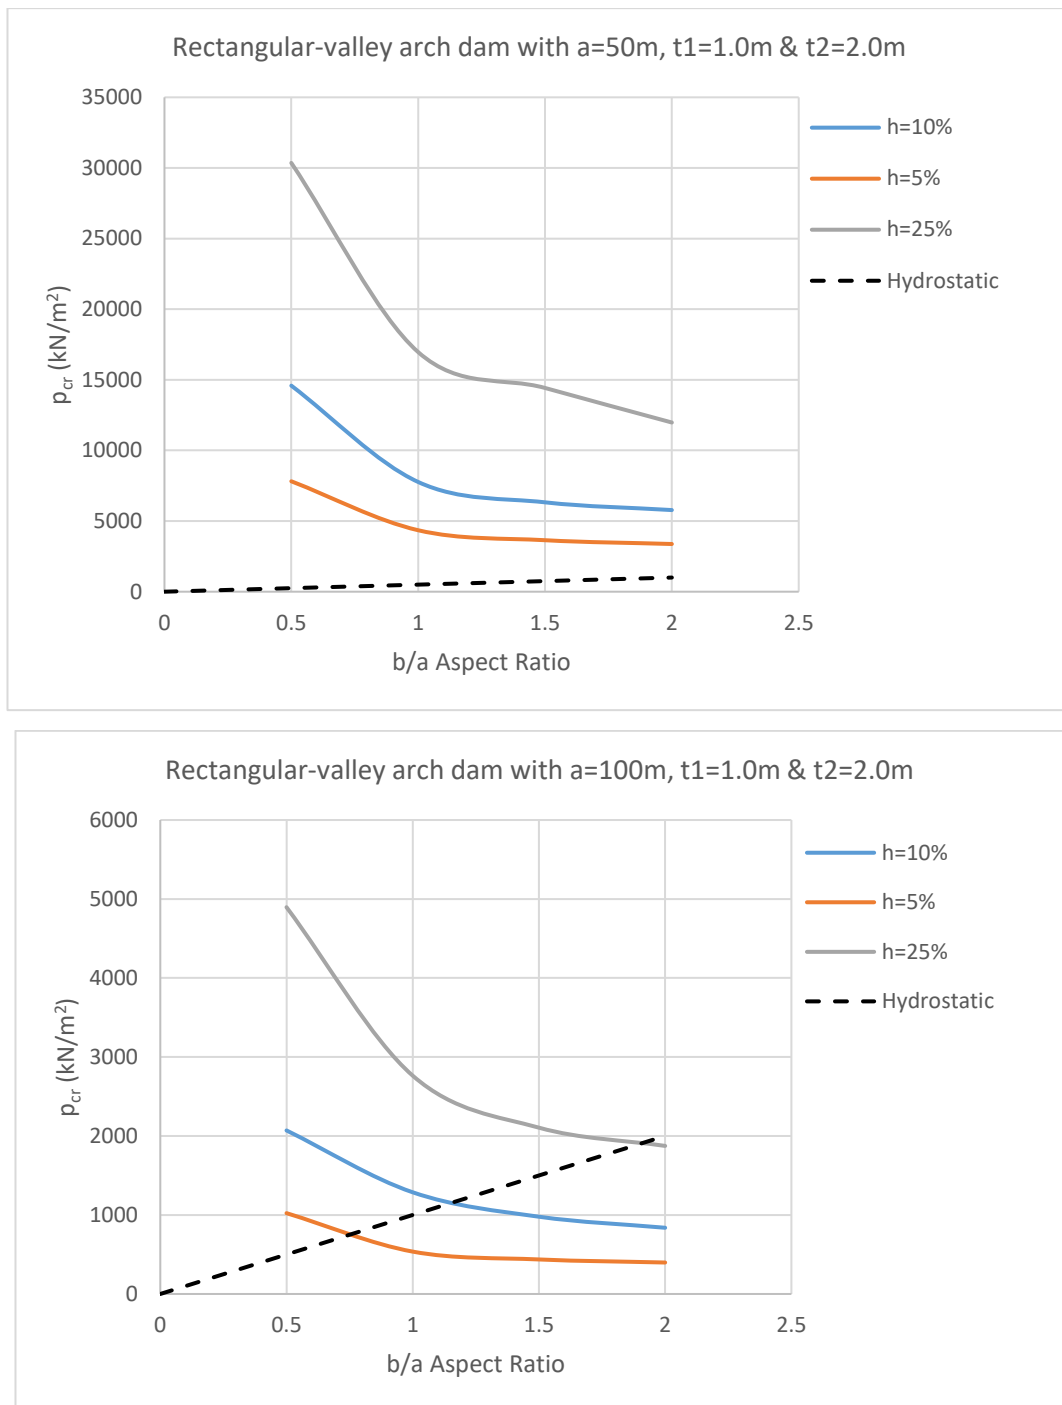 Rectangular-valley arch dam with a=50m, t1=1.0m & t2=2.0m
35000
30000
25000
20000
15000
10000
5000
0
p_cr (kN/m²)
0 0.5 1 1.5 2 2.5
b/a Aspect Ratio
h=10%
h=5%
h=25%
Hydrostatic
Rectangular-valley arch dam with a=100m, t1=1.0m & t2=2.0m
6000
5000
4000
3000
2000
1000
0
p_cr (kN/m²)
0 0.5 1 1.5 2 2.5
b/a Aspect Ratio
h=10%
h=5%
h=25%
Hydrostatic